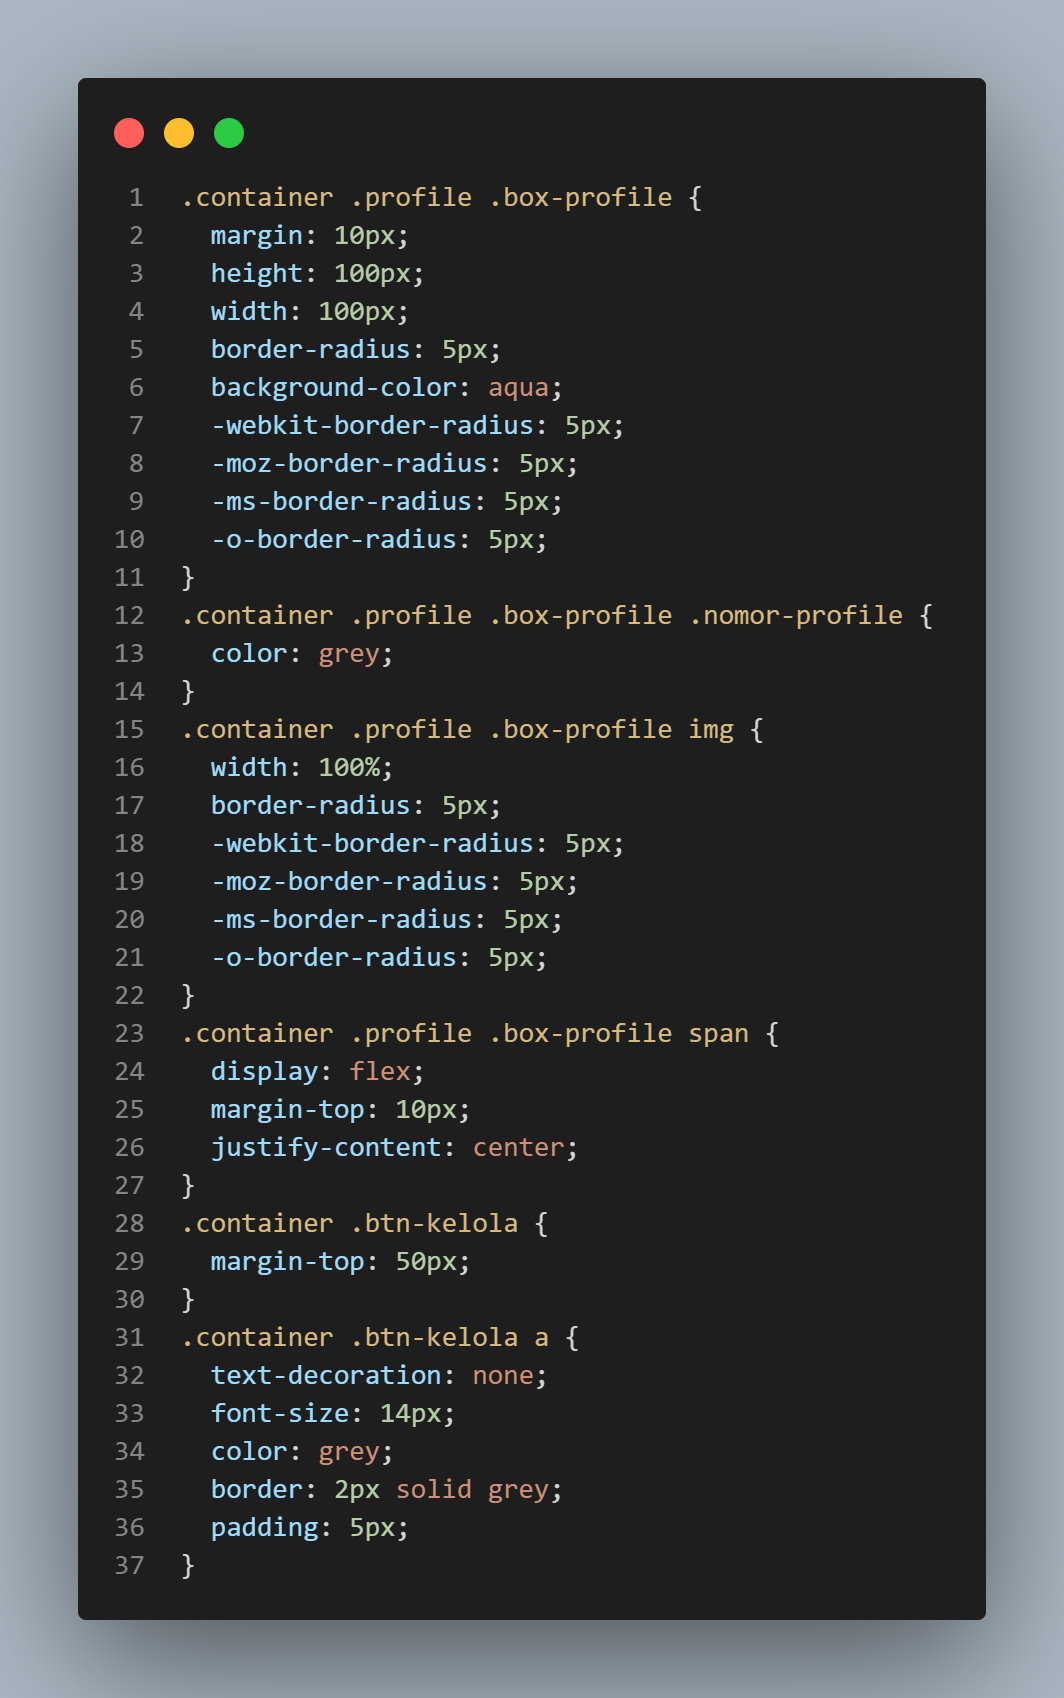 1 .container .profile .box-profile {
2   margin: 10px;
3   height: 100px;
4   width: 100px;
5   border-radius: 5px;
6   background-color: aqua;
7   -webkit-border-radius: 5px;
8   -moz-border-radius: 5px;
9   -ms-border-radius: 5px;
10   -o-border-radius: 5px;
11 }
12 .container .profile .box-profile .nomor-profile {
13   color: grey;
14 }
15 .container .profile .box-profile img {
16   width: 100%;
17   border-radius: 5px;
18   -webkit-border-radius: 5px;
19   -moz-border-radius: 5px;
20   -ms-border-radius: 5px;
21   -o-border-radius: 5px;
22 }
23 .container .profile .box-profile span {
24   display: flex;
25   margin-top: 10px;
26   justify-content: center;
27 }
28 .container .btn-kelola {
29   margin-top: 50px;
30 }
31 .container .btn-kelola a {
32   text-decoration: none;
33   font-size: 14px;
34   color: grey;
35   border: 2px solid grey;
36   padding: 5px;
37 }